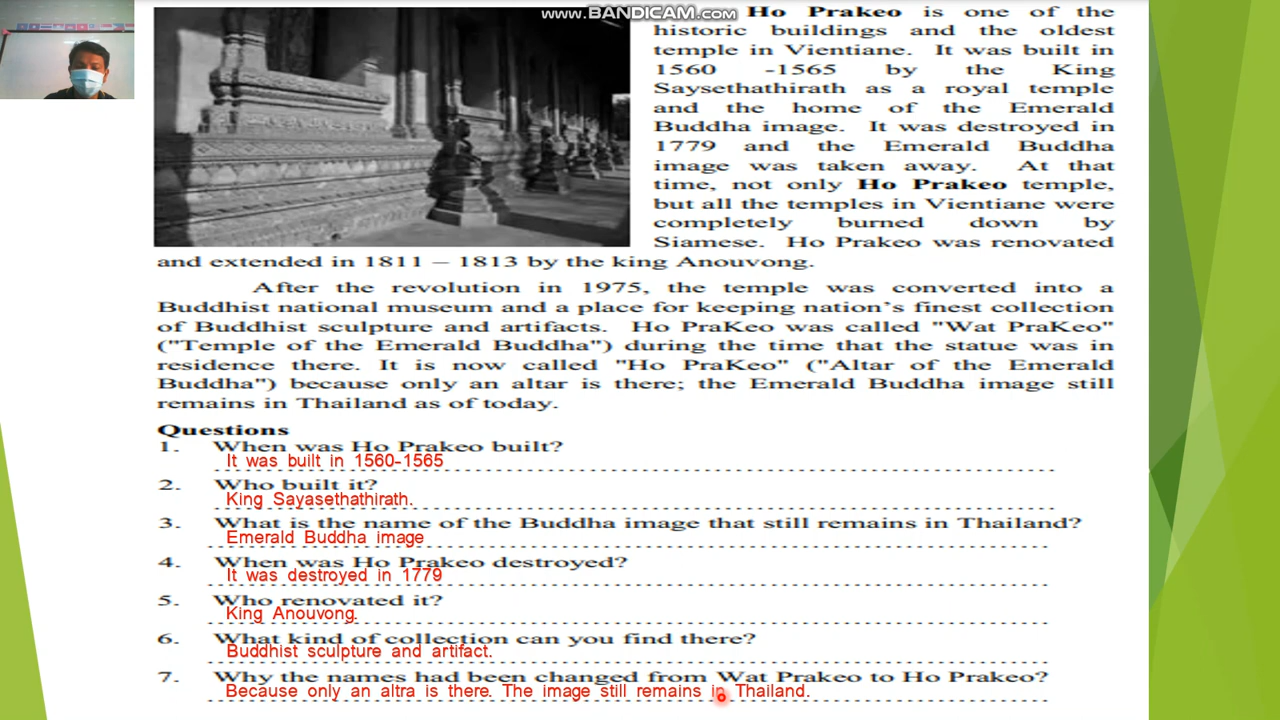 www.BANDICAM.com
Ho Prakeo is one of the
historic buildings and the oldest
temple in Vientiane. It was built in
1560 -1565 by the King
Saysethathirath as a royal temple
and the home of the Emerald
Buddha image. It was destroyed in
1779 and the Emerald Buddha
image was taken away. At that
time, not only Ho Prakeo temple,
but all the temples in Vientiane were
completely burned down by
Siamese. Ho Prakeo was renovated
and extended in 1811 – 1813 by the king Anouvong.
After the revolution in 1975, the temple was converted into a
Buddhist national museum and a place for keeping nation's finest collection
of Buddhist sculpture and artifacts. Ho PraKeo was called "Wat PraKeo"
("Temple of the Emerald Buddha") during the time that the statue was in
residence there. It is now called "Ho PraKeo" ("Altar of the Emerald
Buddha") because only an altar is there; the Emerald Buddha image still
remains in Thailand as of today.
Questions
1. When was Ho Prakeo built?
It was built in 1560-1565
2. Who built it?
King Sayasethathirath.
3. What is the name of the Buddha image that still remains in Thailand?
Emerald Buddha image
4. When was Ho Prakeo destroyed?
It was destroyed in 1779
5. Who renovated it?
King Anouvong.
6. What kind of collection can you find there?
Buddhist sculpture and artifact.
7. Why the names had been changed from Wat Prakeo to Ho Prakeo?
Because only an altra is there. The image still remains in Thailand.